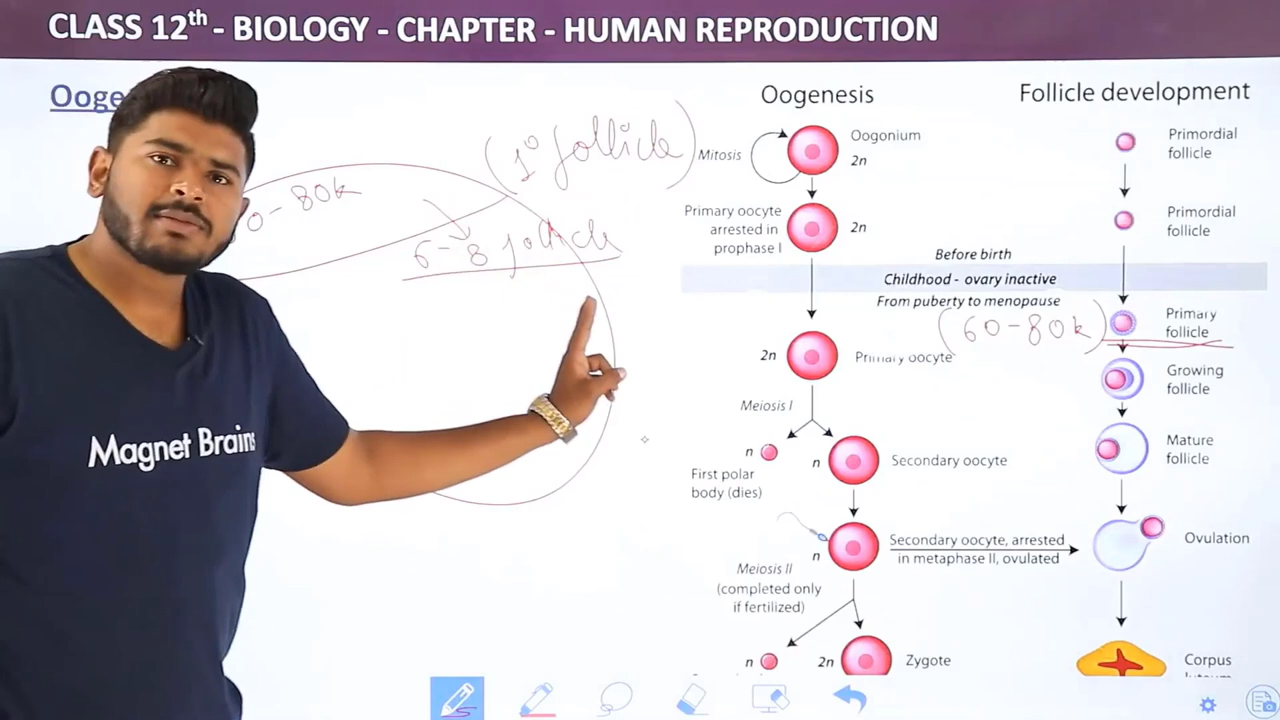 CLASS 12th - BIOLOGY - CHAPTER - HUMAN REPRODUCTION
(1° follicle)
0-80k
6-8 follicle
Magnet Brains
Oogenesis
Oogonium
2n
Mitosis
Primary oocyte
arrested in
prophase I
2n
Before birth
Childhood - ovary inactive
From puberty to menopause
(60-80k)
2n
Primary oocyte
Meiosis I
n
First polar
body (dies)
n
Secondary oocyte
n
Secondary oocyte, arrested
in metaphase II, ovulated
Meiosis II
(completed only
if fertilized)
n
2n
Zygote
Follicle development
Primordial
follicle
Primordial
follicle
Primary
follicle
Growing
follicle
Mature
follicle
Ovulation
Corpus